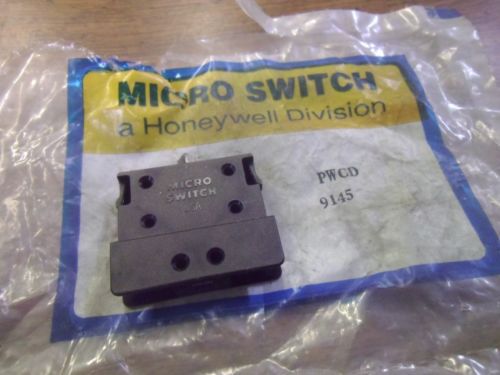 MICRO SWITCH
a Honeywell Division
PWCD
9145
MICRO
SWITCH